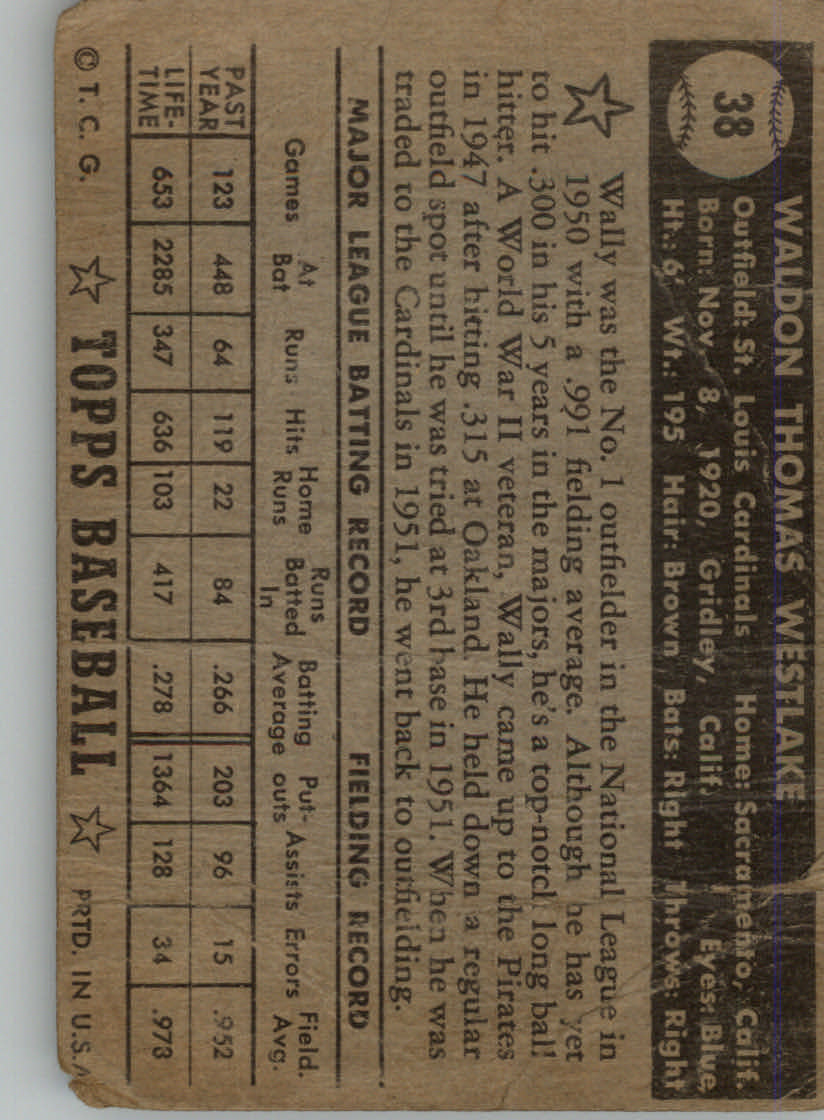 38
WALDON THOMAS WESTLAKE
Outfield: St. Louis Cardinals Home: Sacramento, Calif.
Born: Nov. 8, 1920, Gridley, Calif. Eyes: Blue,
Ht.: 6' Wt.: 195 Hair: Brown Bats: Right Throws: Right
Wally was the No. 1 outfielder in the National League in
1950 with a .991 fielding average. Although he has yet
to hit .300 in his 5 years in the majors, he's a top-notch long ball
hitter. A World War II veteran, Wally came up to the Pirates
in 1947 after hitting .315 at Oakland. He held down a regular
outfield spot until he was tried at 3rd base in 1951. When he was
traded to the Cardinals in 1951, he went back to outfielding.
MAJOR LEAGUE BATTING RECORD FIELDING RECORD
Games At Bat Runs Hits Home Runs Runs Batted In Batting Average Put-outs Assists Errors Field. Avg.
PAST YEAR 123 448 64 119 22 84 .266 203 96 15 .952
LIFE-TIME 653 2285 347 636 103 417 .278 1364 128 34 .973
© T. C. G. TOPPS BASEBALL PRTD. IN U.S.A